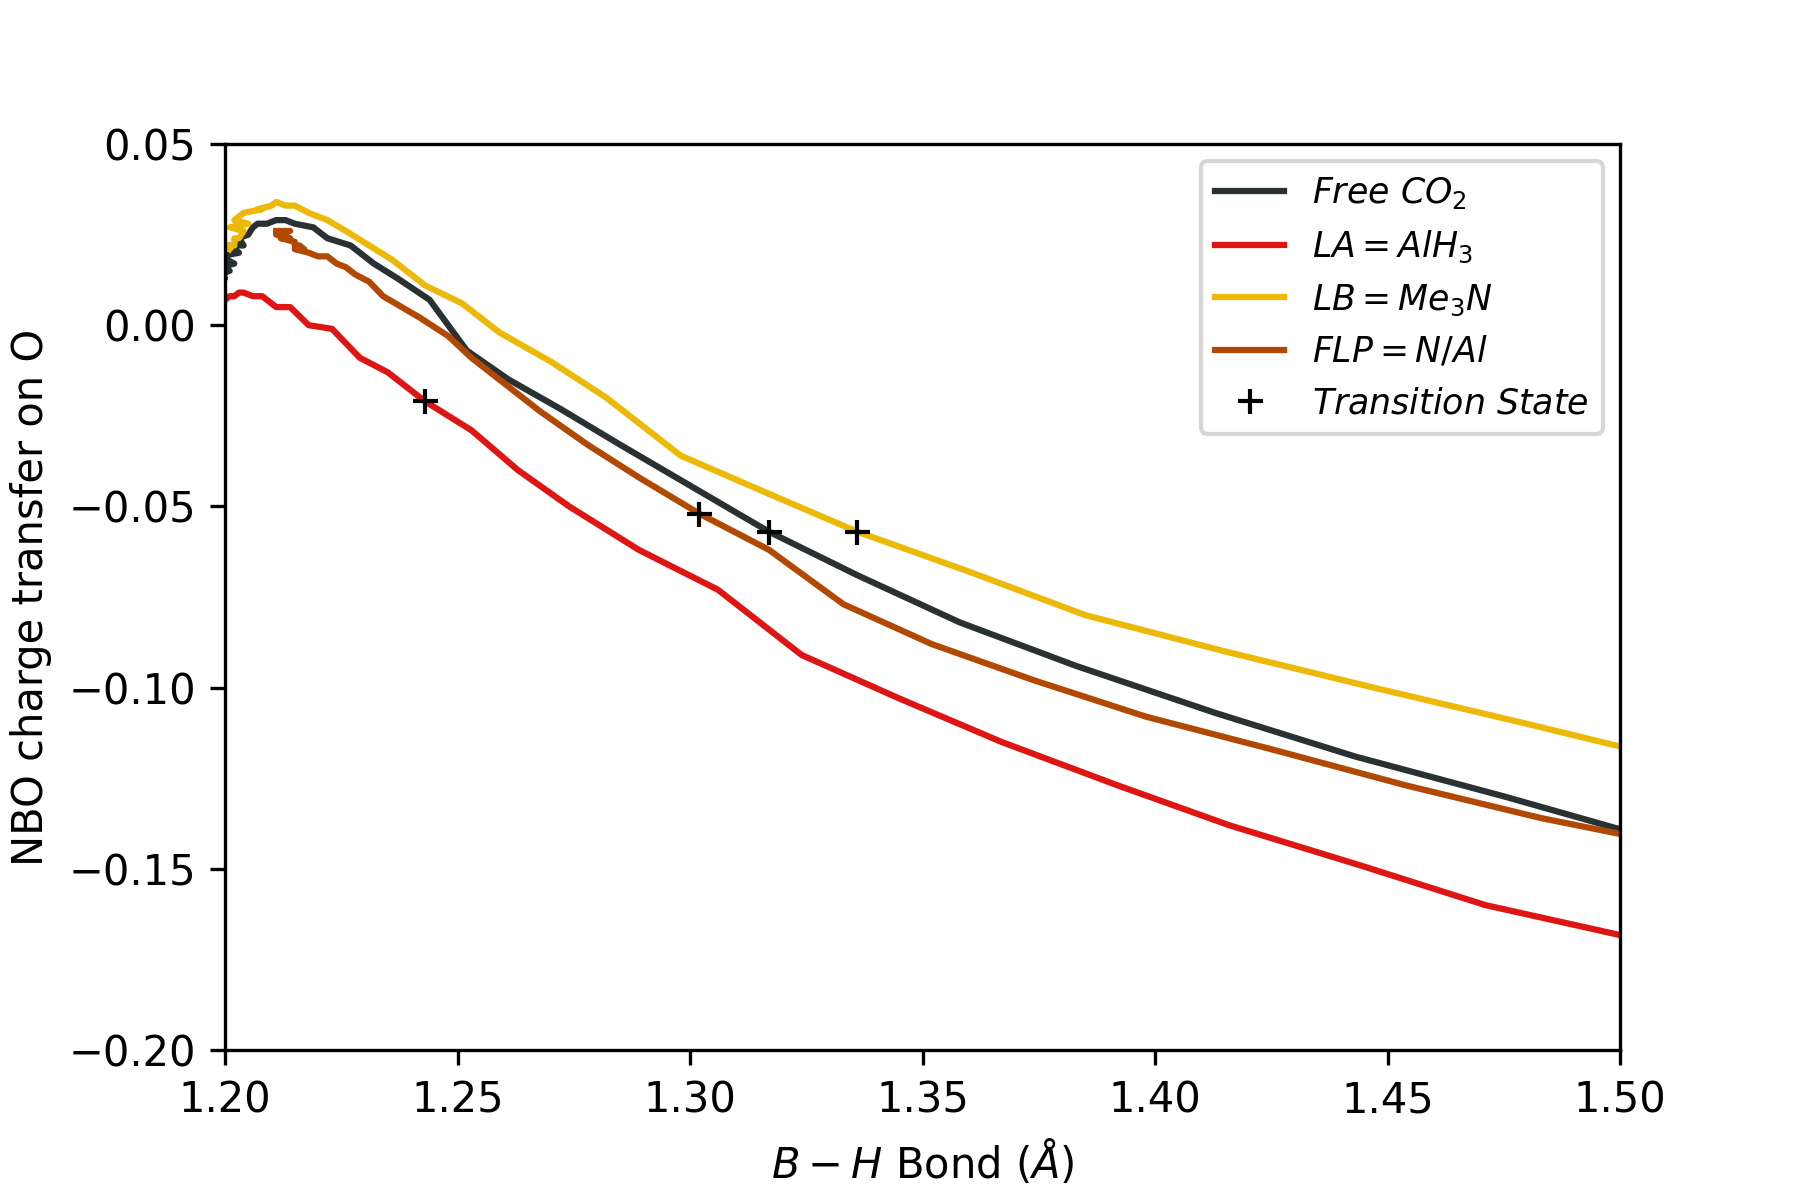 0.05
0.00
−0.05
−0.10
−0.15
−0.20
NBO charge transfer on O
Free CO₂
LA = AlH₃
LB = Me₃N
FLP = N/Al
Transition State
1.20 1.25 1.30 1.35 1.40 1.45 1.50
B − H Bond (Å)